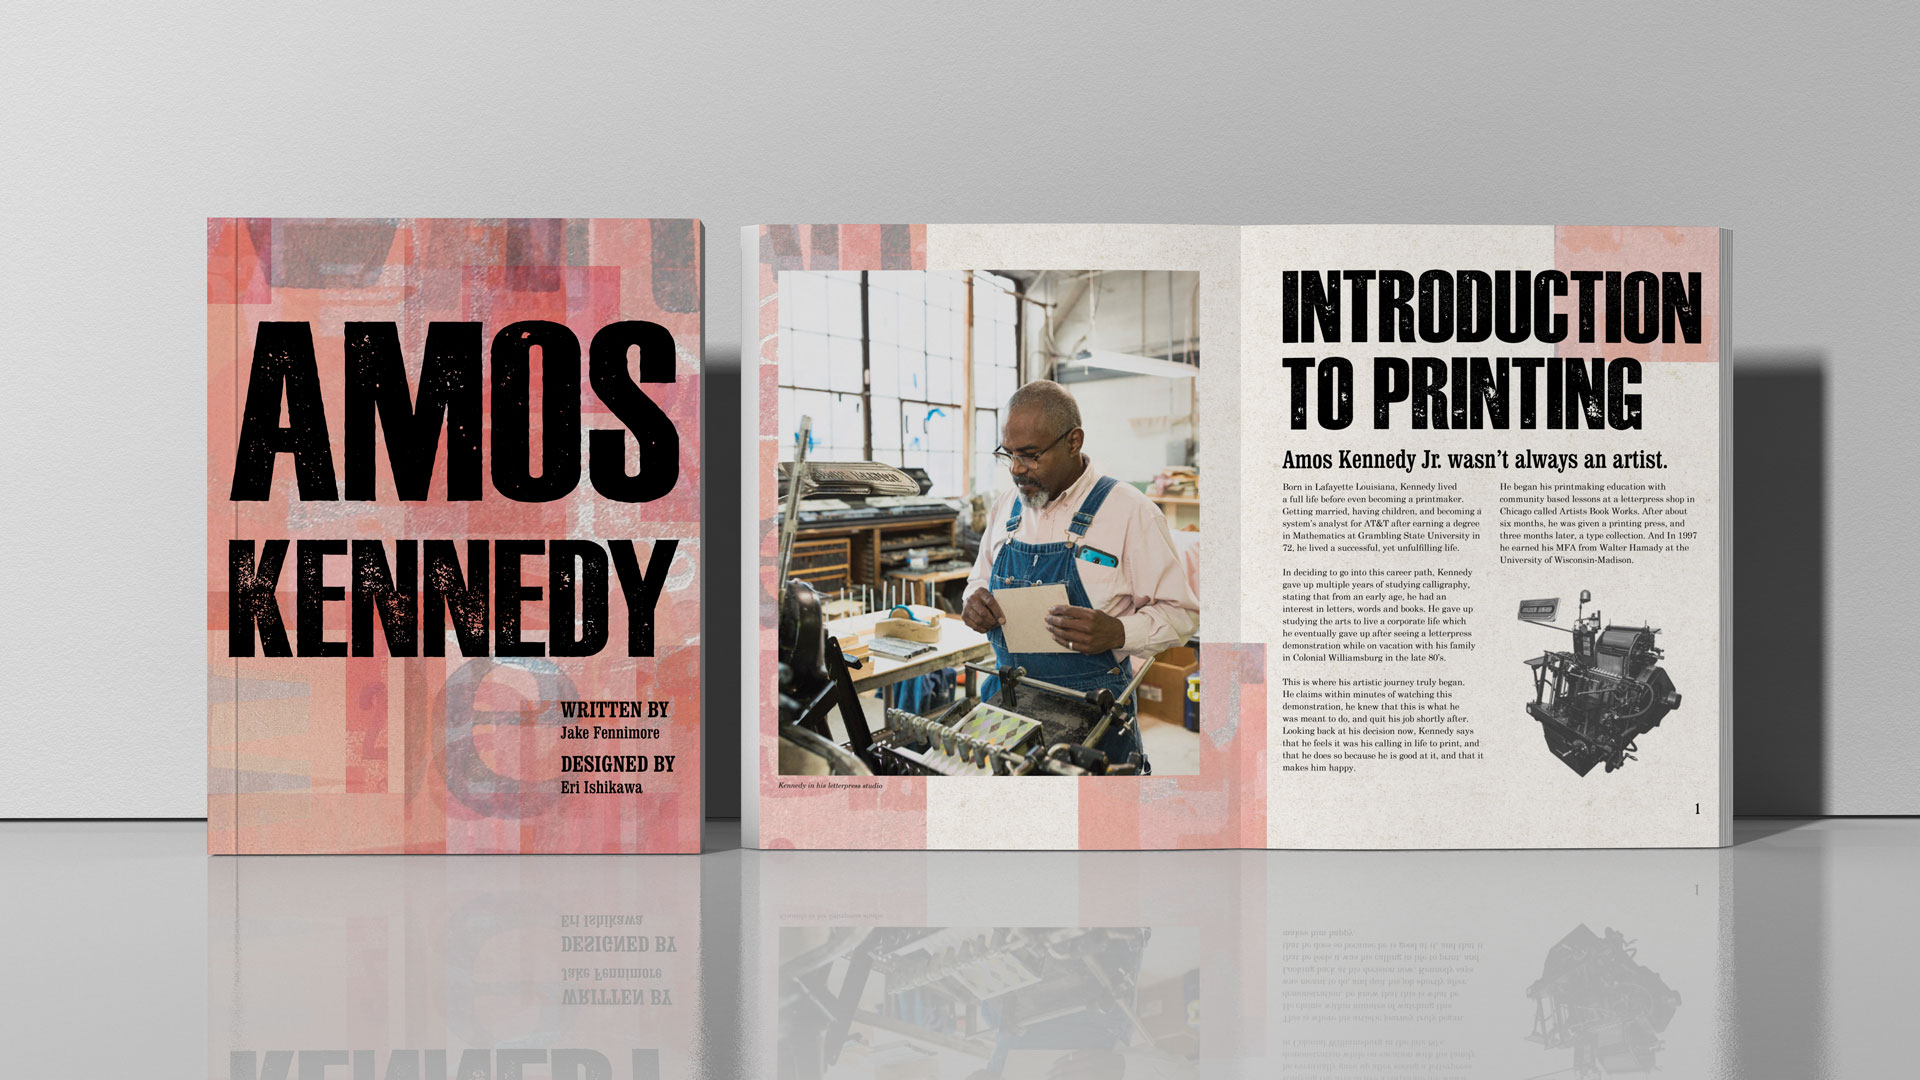 AMOS
KENNEDY
WRITTEN BY
Jake Fennimore
DESIGNED BY
Eri Ishikawa
Kennedy in his letterpress studio
INTRODUCTION
TO PRINTING
Amos Kennedy Jr. wasn't always an artist.
Born in Lafayette Louisiana, Kennedy lived
a full life before even becoming a printmaker.
Getting married, having children, and becoming a
system's analyst for AT&T after earning a degree
in Mathematics at Grambling State University in
72, he lived a successful, yet unfulfilling life.
In deciding to go into this career path, Kennedy
gave up multiple years of studying calligraphy,
stating that from an early age, he had an
interest in letters, words and books. He gave up
studying the arts to live a corporate life which
he eventually gave up after seeing a letterpress
demonstration while on vacation with his family
in Colonial Williamsburg in the late 80's.
This is where his artistic journey truly began.
He claims within minutes of watching this
demonstration, he knew that this is what he
was meant to do, and quit his job shortly after.
Looking back at his decision now, Kennedy says
that he feels it was his calling in life to print, and
that he does so because he is good at it, and that it
makes him happy.
He began his printmaking education with
community based lessons at a letterpress shop in
Chicago called Artists Book Works. After about
six months, he was given a printing press, and
three months later, a type collection. And In 1997
he earned his MFA from Walter Hamady at the
University of Wisconsin-Madison.
1